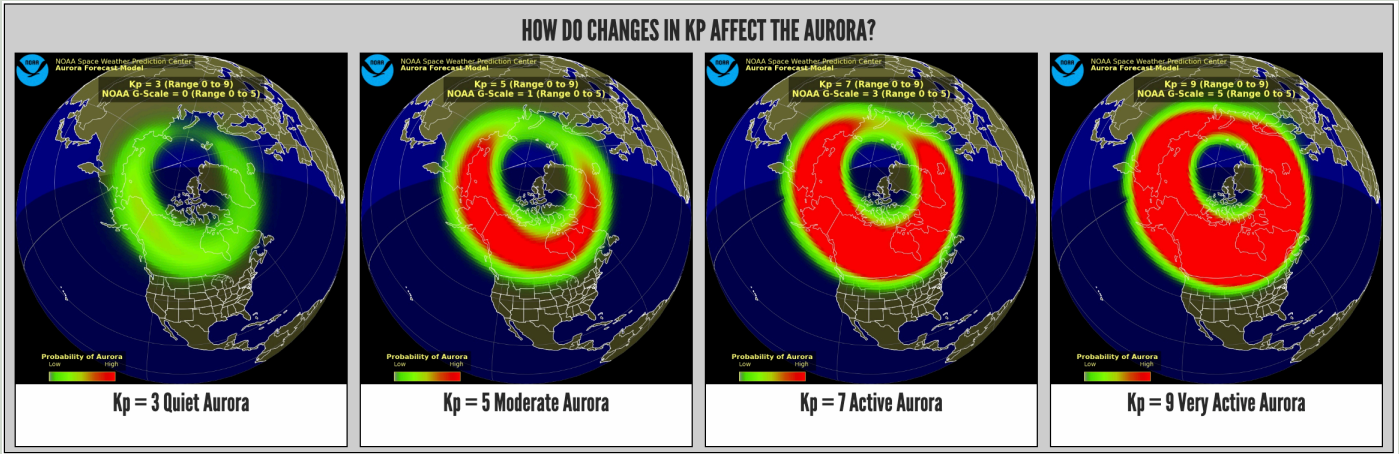 HOW DO CHANGES IN KP AFFECT THE AURORA?
NOAA
NOAA Space Weather Prediction Center
Aurora Forecast Model
Kp = 3 (Range 0 to 9)
NOAA G-Scale = 0 (Range 0 to 5)
Probability of Aurora
Low High
Kp = 3 Quiet Aurora
NOAA
NOAA Space Weather Prediction Center
Aurora Forecast Model
Kp = 5 (Range 0 to 9)
NOAA G-Scale = 1 (Range 0 to 5)
Probability of Aurora
Low High
Kp = 5 Moderate Aurora
NOAA
NOAA Space Weather Prediction Center
Aurora Forecast Model
Kp = 7 (Range 0 to 9)
NOAA G-Scale = 3 (Range 0 to 5)
Probability of Aurora
Low High
Kp = 7 Active Aurora
NOAA
NOAA Space Weather Prediction Center
Aurora Forecast Model
Kp = 9 (Range 0 to 9)
NOAA G-Scale = 5 (Range 0 to 5)
Probability of Aurora
Low High
Kp = 9 Very Active Aurora